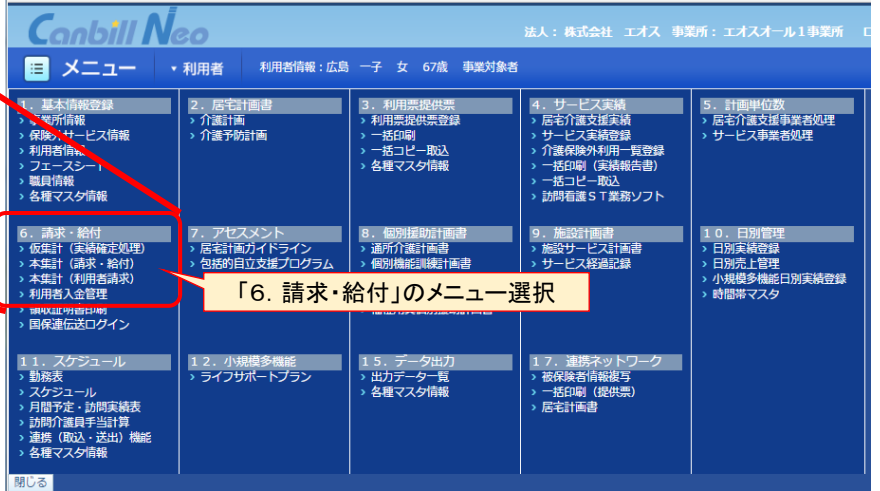 Canbill Neo
法人：株式会社 エオス 事業所：エオスオール１事業所
メニュー ▼ 利用者 利用者情報：広島 一子 女 67歳 事業対象者
１．基本情報登録
› 事業所情報
› 保険外サービス情報
› 利用者情報
› フェースシート
› 職員情報
› 各種マスタ情報
２．居宅計画書
› 介護計画
› 介護予防計画
３．利用票提供票
› 利用票提供票登録
› 一括印刷
› 一括コピー取込
› 各種マスタ情報
４．サービス実績
› 居宅介護支援実績
› サービス実績登録
› 介護保険外利用一覧登録
› 一括印刷（実績報告書）
› 一括コピー取込
› 訪問看護ＳＴ業務ソフト
５．計画単位数
› 居宅介護支援事業者処理
› サービス事業者処理
６．請求・給付
› 仮集計（実績確定処理）
› 本集計（請求・給付）
› 本集計（利用者請求）
› 利用者入金管理
› 領収証明書印刷
› 国保連伝送ログイン
７．アセスメント
› 居宅計画ガイドライン
› 包括的自立支援プログラム
８．個別援助計画書
› 通所介護計画書
› 個別機能訓練計画書
９．施設計画書
› 施設サービス計画書
› サービス経過記録
１０．日別管理
› 日別実績登録
› 日別売上管理
› 小規模多機能日別実績登録
› 時間帯マスタ
「６．請求・給付」のメニュー選択
１１．スケジュール
› 勤務表
› スケジュール
› 月間予定・訪問実績表
› 訪問介護員手当計算
› 連携（取込・送出）機能
› 各種マスタ情報
１２．小規模多機能
› ライフサポートプラン
１５．データ出力
› 出力データ一覧
› 各種マスタ情報
１７．連携ネットワーク
› 被保険者情報複写
› 一括印刷（提供票）
› 居宅計画書
閉じる